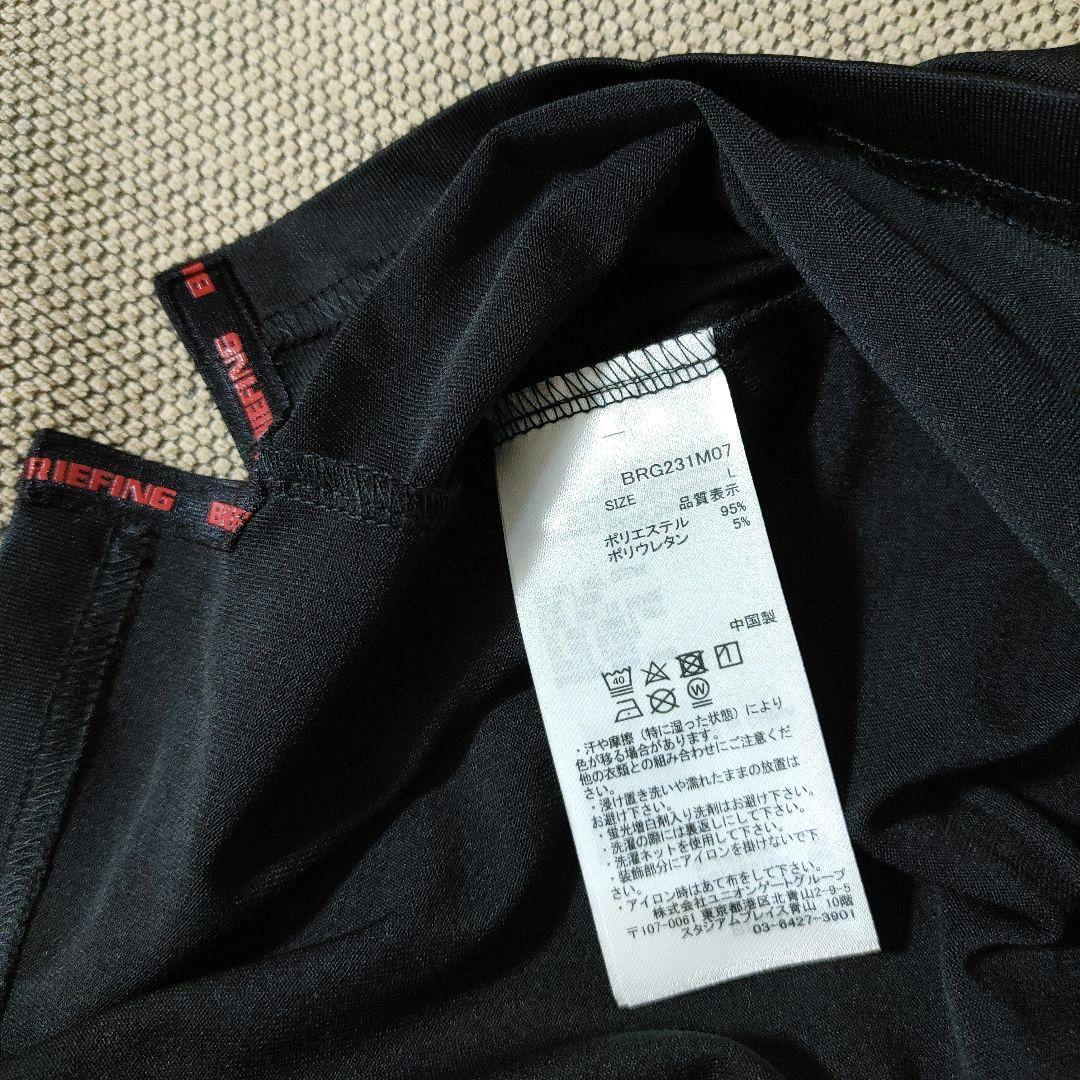 BRIEFING
RIEFING
BRG231M07
SIZE L
品質表示
ポリエステル 95%
ポリウレタン 5%
中国製
40
W
・汗や摩擦（特に湿った状態）により
色が移る場合があります。
他の衣類との組み合わせにご注意くだ
さい。
・浸け置き洗いや濡れたままの放置は
お避け下さい。
・蛍光増白剤入り洗剤はお避け下さい。
・洗濯の際には裏返しにして下さい。
・洗濯ネットを使用して下さい。
・装飾部分にアイロンを掛けないで下
さい。
・アイロン時はあて布をして下さい。
株式会社ユニオンゲートグループ
〒107-0061 東京都港区北青山2-9-5
スタジアムプレイス青山 10階
03-6427-3901